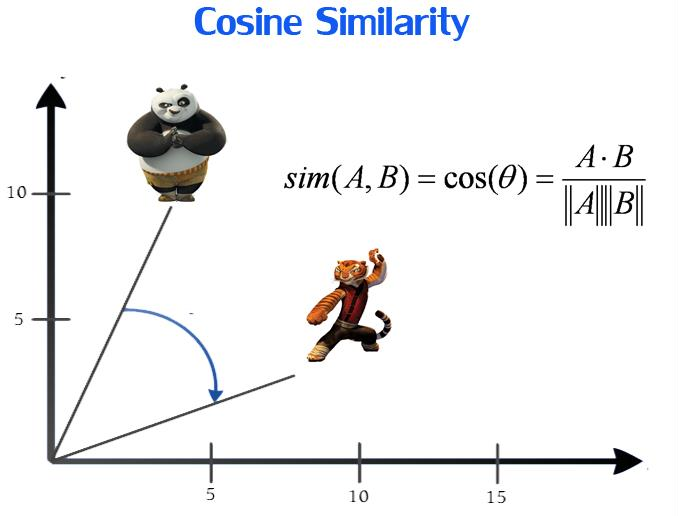 Cosine Similarity
10
sim(A, B) = cos(θ) = A · B / ‖A‖‖B‖
5
5 10 15